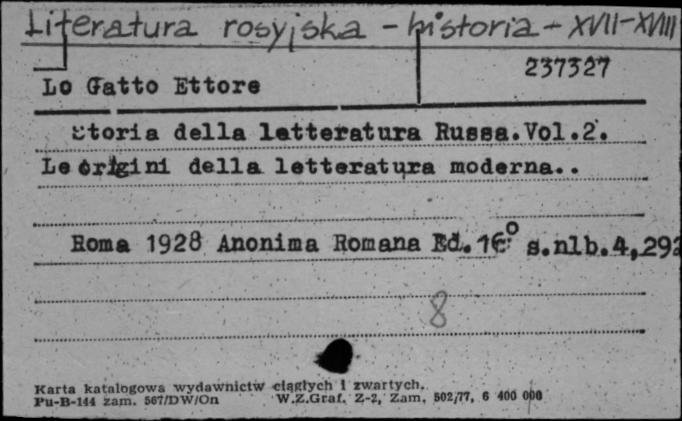 Literatura rosyjska - historia - XVII-XVIII
237327
Lo Gatto Ettore
Storia della letteratura Russa.Vol.2.
Le origini della letteratura moderna..
Roma 1928 Anonima Romana Ed. 16° s.nlb.4,292
8
Karta katalogowa wydawnictw ciągłych i zwartych.
Pu-B-144 zam. 567/DW/On W.Z.Graf. Z-2, Zam. 502/77, 6 400 000